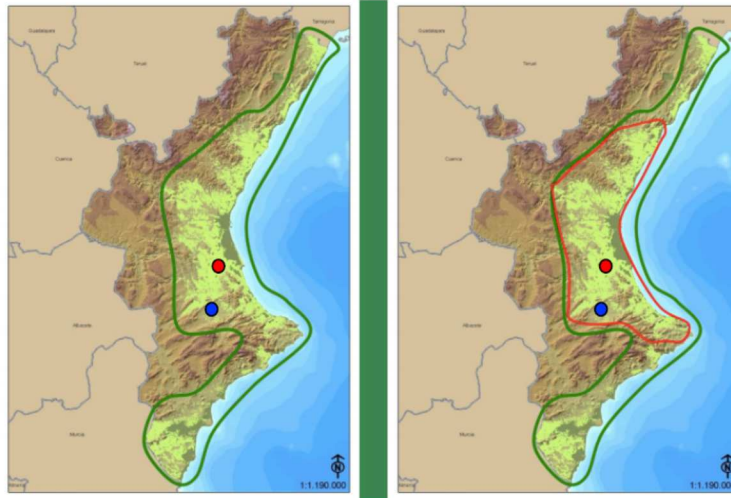 Tarragona
Guadalajara
Teruel
Cuenca
Albacete
Murcia
N
1:1.190.000
Tarragona
Guadalajara
Teruel
Cuenca
Albacete
Murcia
N
1:1.190.000